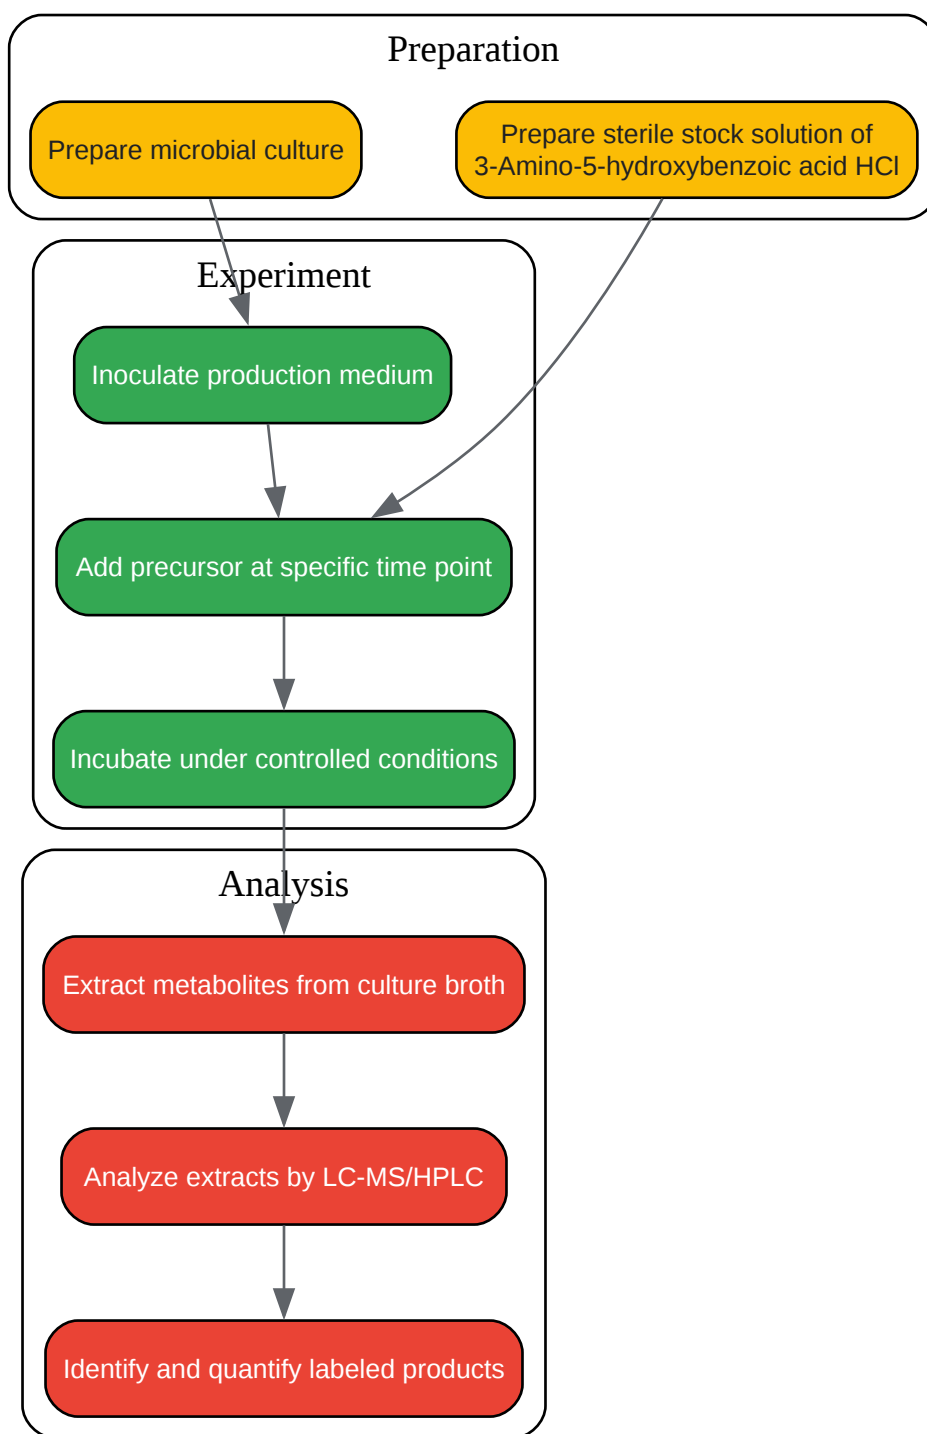 Preparation
Prepare microbial culture
Prepare sterile stock solution of
3-Amino-5-hydroxybenzoic acid HCl
Experiment
Inoculate production medium
Add precursor at specific time point
Incubate under controlled conditions
Analysis
Extract metabolites from culture broth
Analyze extracts by LC-MS/HPLC
Identify and quantify labeled products